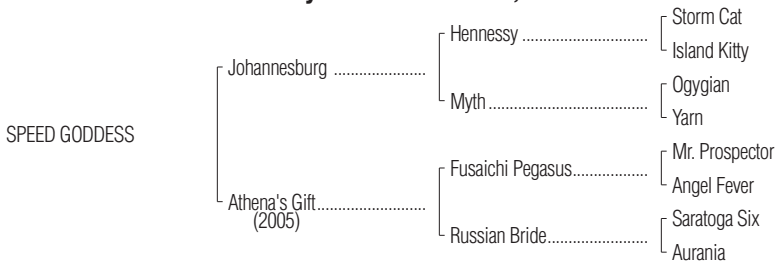 Storm Cat
Hennessy
Island Kitty
Johannesburg
Ogygian
Myth
Yarn
SPEED GODDESS
Mr. Prospector
Fusaichi Pegasus
Angel Fever
Athena's Gift
(2005)
Saratoga Six
Russian Bride
Aurania